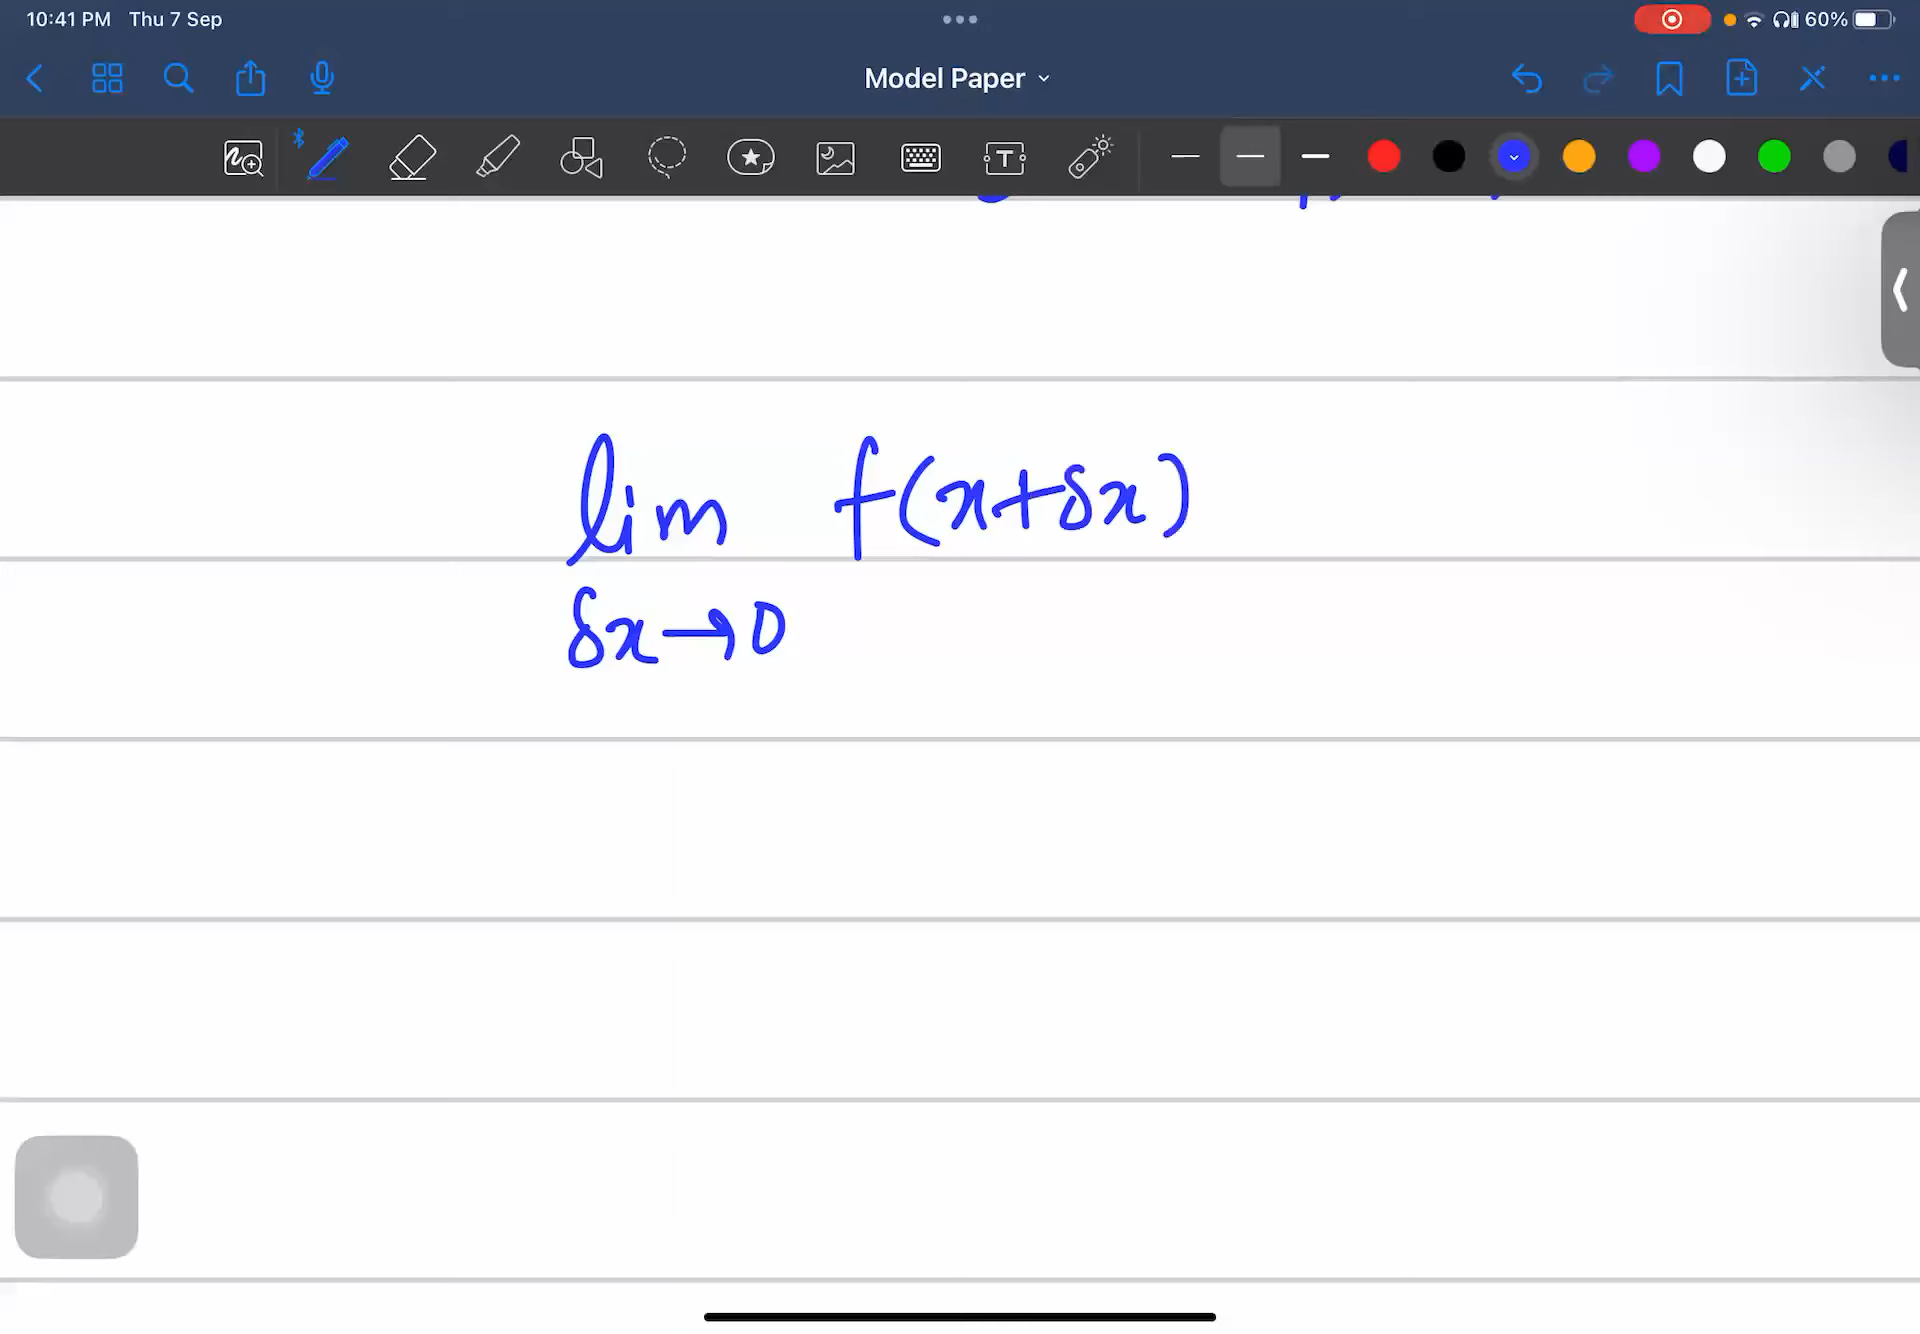 10:41 PM Thu 7 Sep
60%
Model Paper
T
lim f(x+δx)
δx→0